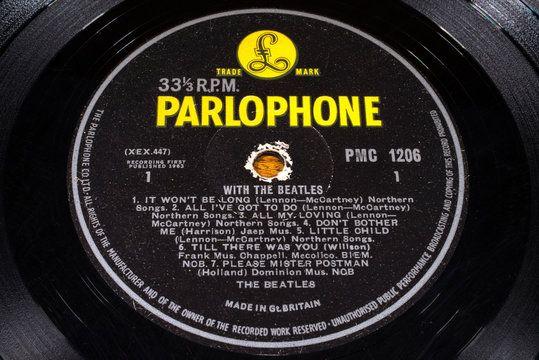 £
TRADE MARK
33⅓ R.P.M.
PARLOPHONE
(XEX.447)
RECORDING FIRST
PUBLISHED 1963
1
PMC 1206
1
WITH THE BEATLES
1. IT WON'T BE LONG (Lennon—McCartney) Northern
Songs. 2. ALL I'VE GOT TO DO (Lennon—McCartney)
Northern Songs. 3. ALL MY LOVING (Lennon—
McCartney) Northern Songs. 4. DON'T BOTHER
ME (Harrison) Jaep Mus. 5. LITTLE CHILD
(Lennon—McCartney) Northern Songs.
6. TILL THERE WAS YOU (Willson)
Frank Mus. Chappell. Mecolico. BIEM.
NCB. 7. PLEASE MISTER POSTMAN
(Holland) Dominion Mus. NCB
THE BEATLES
MADE IN Gt. BRITAIN
THE PARLOPHONE CO LTD. ALL RIGHTS OF THE MANUFACTURER AND OF THE OWNER OF THE RECORDED WORK RESERVED · UNAUTHORISED PUBLIC PERFORMANCE BROADCASTING AND COPYING OF THIS RECORD PROHIBITED